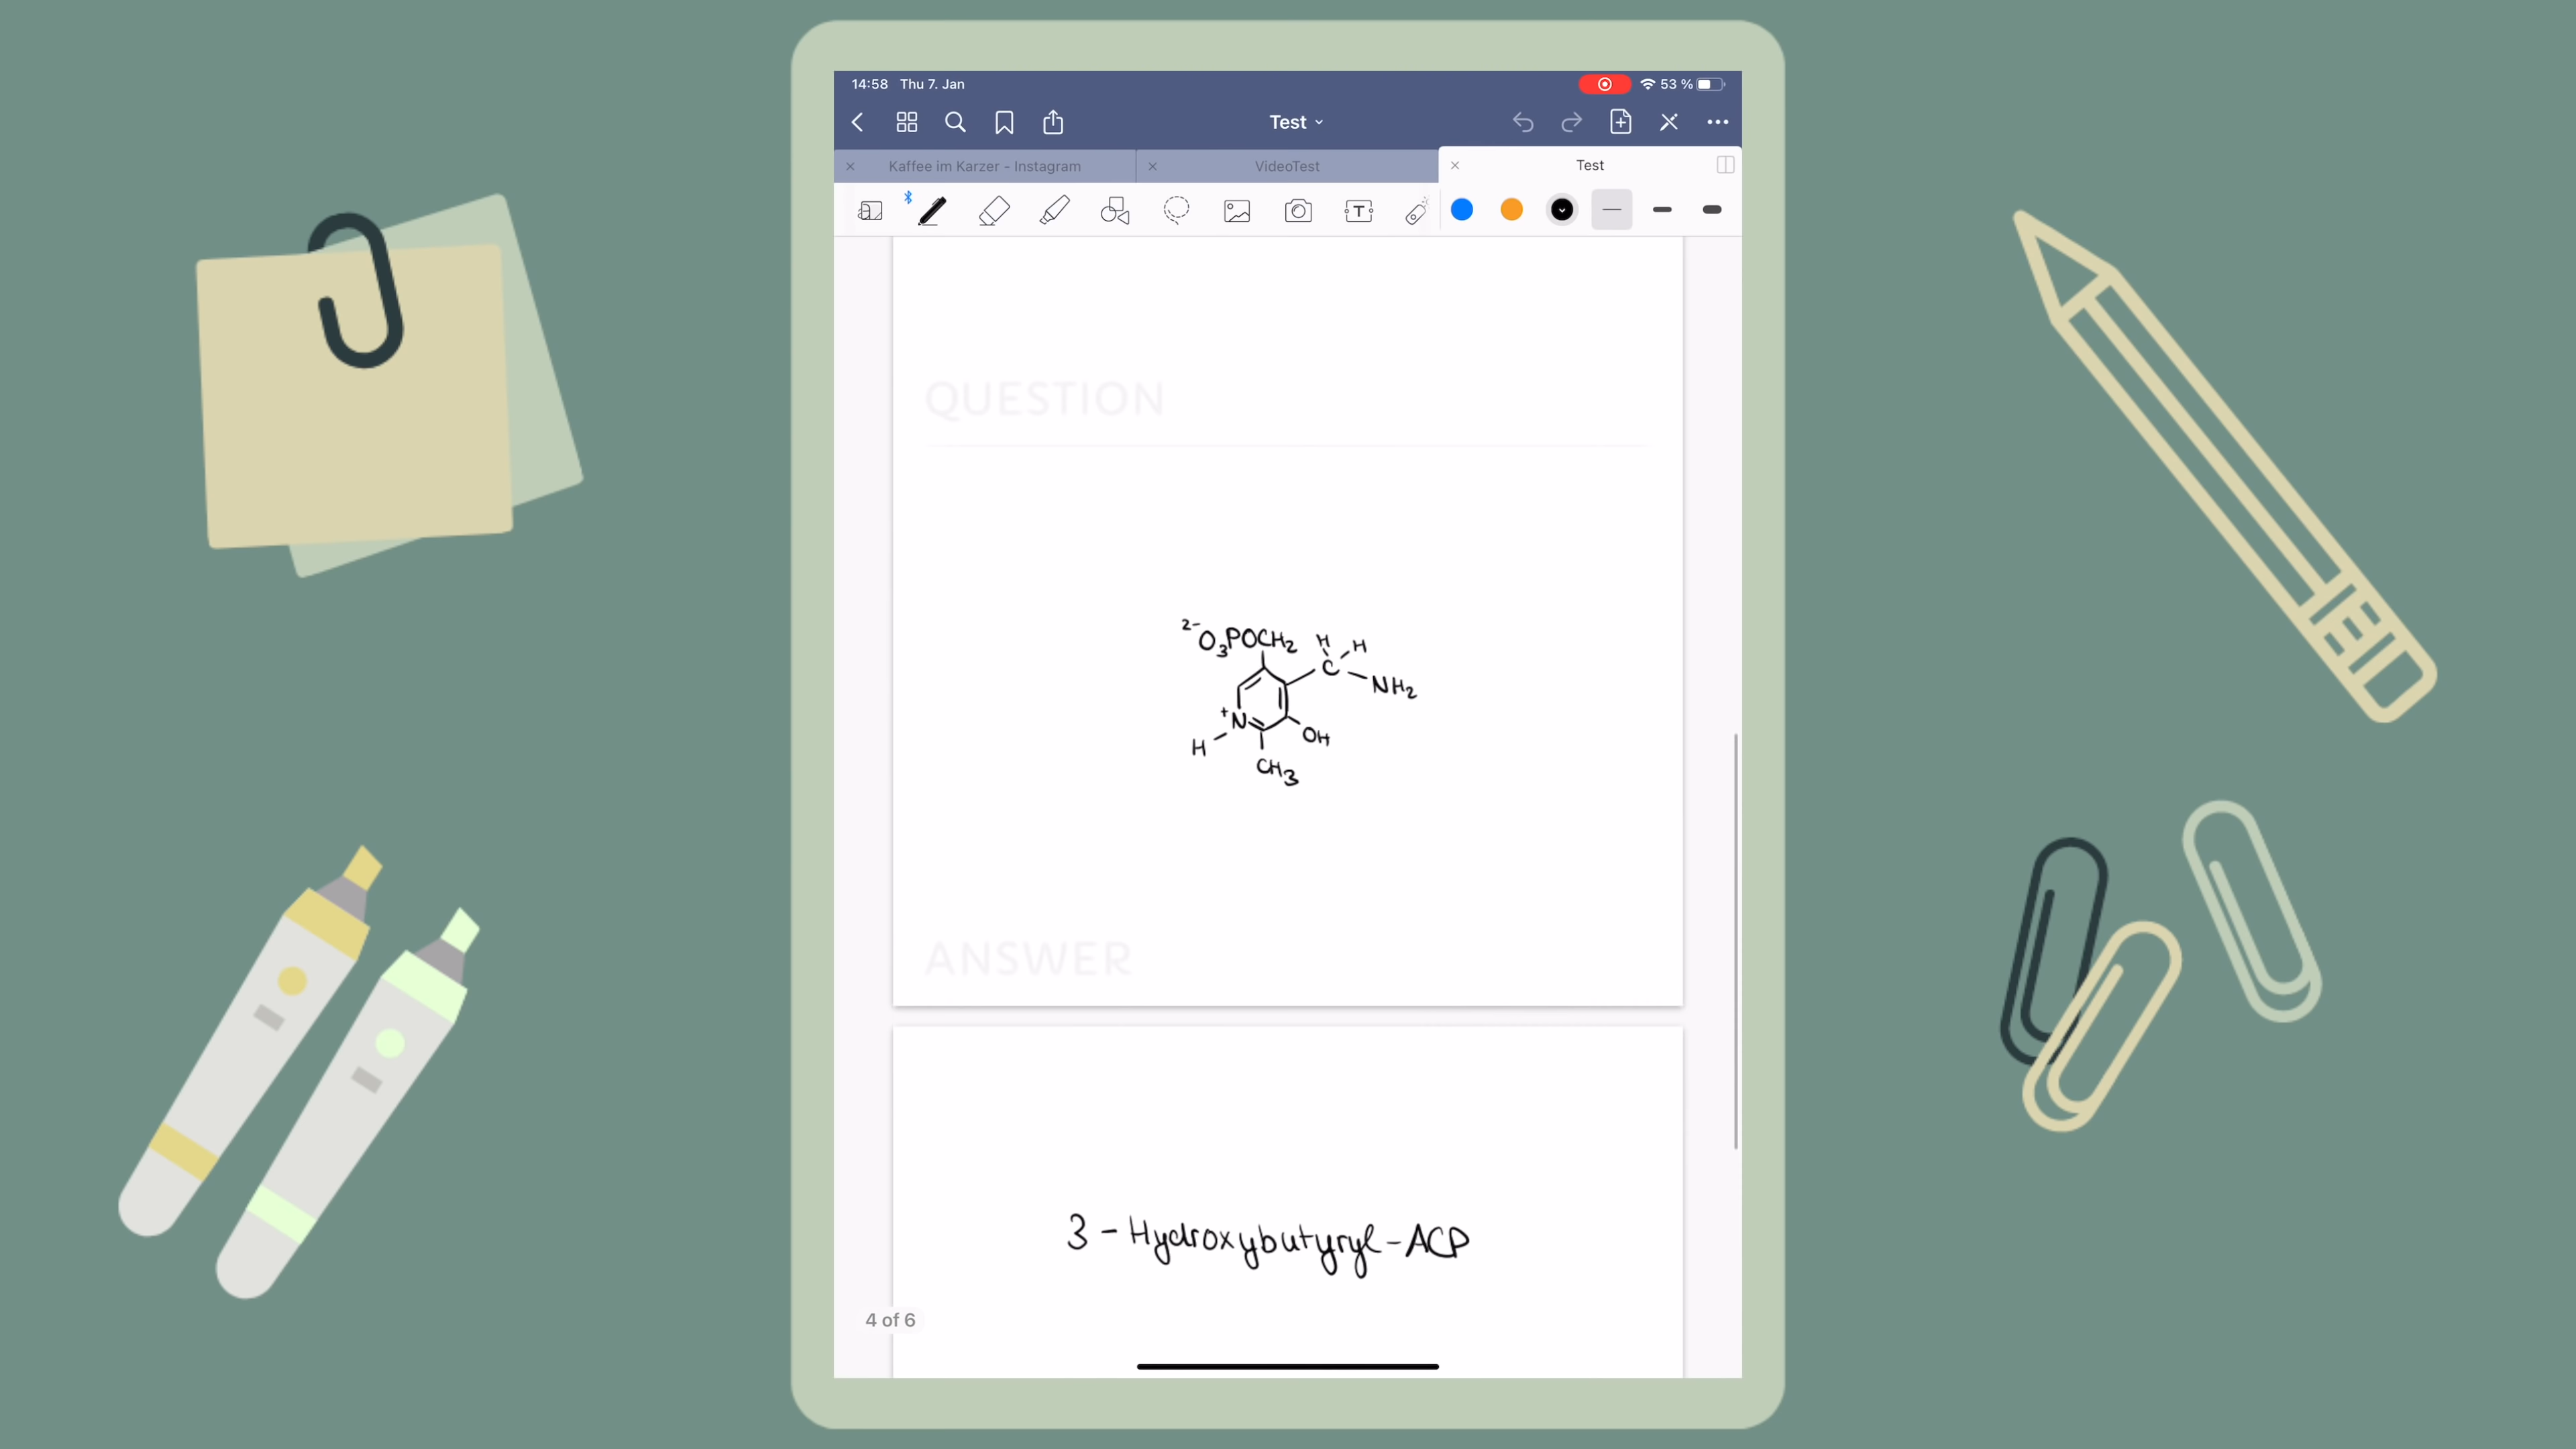 14:58 Thu 7. Jan
53 %
Test
Kaffee im Karzer - Instagram
VideoTest
Test
T
QUESTION
2-
O3POCH2
H
H
C
NH2
+
N
H
OH
CH3
ANSWER
3-Hydroxybutyryl-ACP
4 of 6